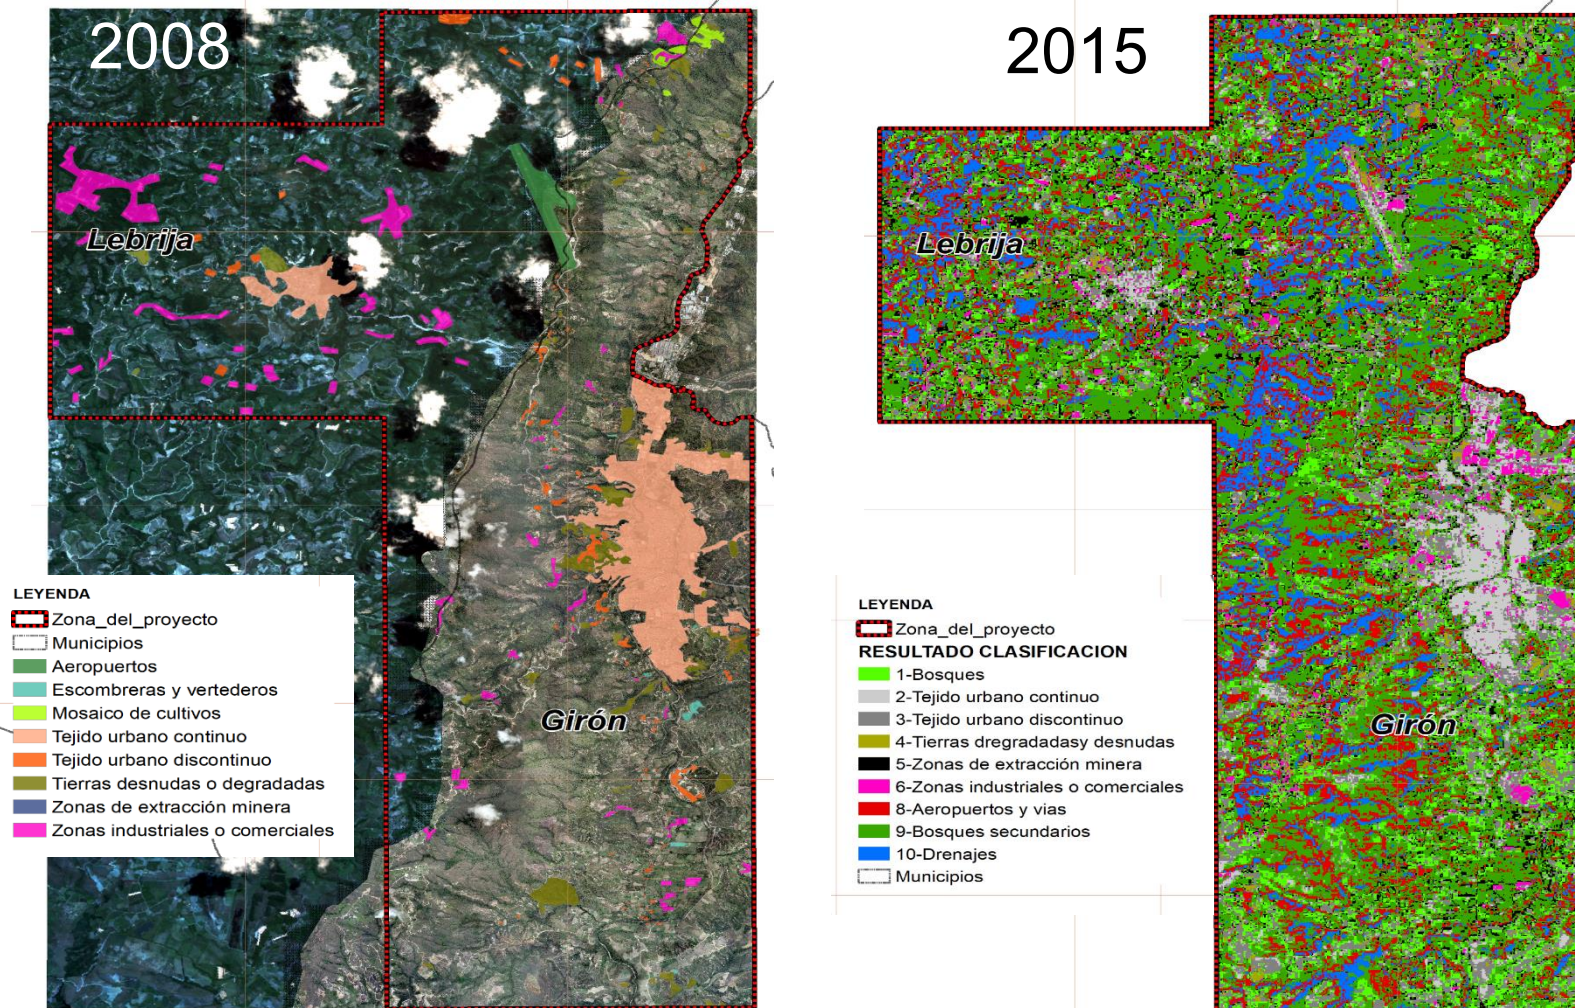 2008
2015
Lebrija
Lebrija
Girón
Girón
LEYENDA
Zona_del_proyecto
Municipios
Aeropuertos
Escombreras y vertederos
Mosaico de cultivos
Tejido urbano continuo
Tejido urbano discontinuo
Tierras desnudas o degradadas
Zonas de extracción minera
Zonas industriales o comerciales
LEYENDA
Zona_del_proyecto
RESULTADO CLASIFICACION
1-Bosques
2-Tejido urbano continuo
3-Tejido urbano discontinuo
4-Tierras dregradadasy desnudas
5-Zonas de extracción minera
6-Zonas industriales o comerciales
8-Aeropuertos y vias
9-Bosques secundarios
10-Drenajes
Municipios